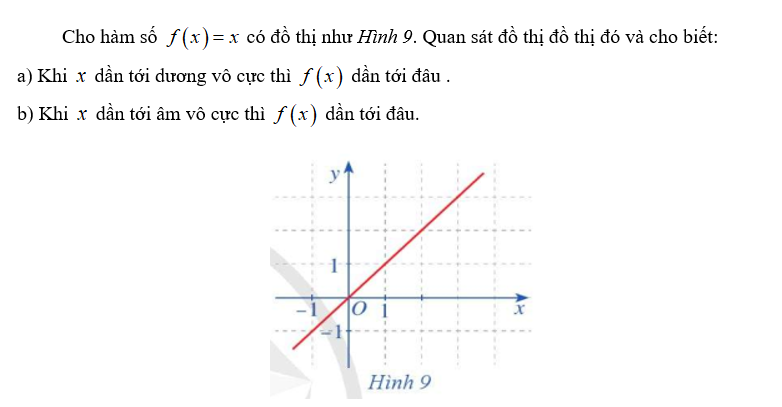 Cho hàm số f(x) = x có đồ thị như Hình 9. Quan sát đồ thị đồ thị đó và cho biết:
a) Khi x dần tới dương vô cực thì f(x) dần tới đâu .
b) Khi x dần tới âm vô cực thì f(x) dần tới đâu.
y
1
−1 O 1 x
−1
Hình 9